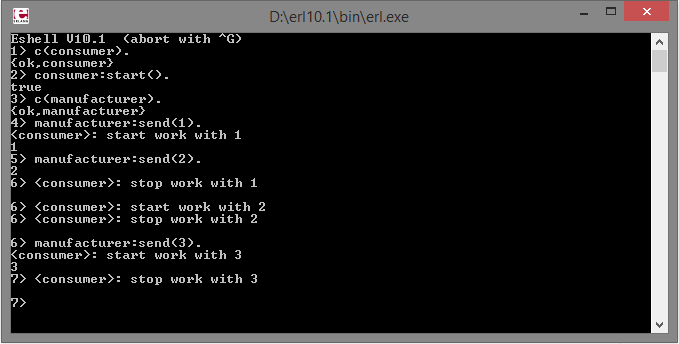 D:\erl10.1\bin\erl.exe
ERLANG
Eshell V10.1  (abort with ^G)
1> c(consumer).
{ok,consumer}
2> consumer:start().
true
3> c(manufacturer).
{ok,manufacturer}
4> manufacturer:send(1).
<consumer>: start work with 1
1
5> manufacturer:send(2).
2
6> <consumer>: stop work with 1
6> <consumer>: start work with 2
6> <consumer>: stop work with 2
6> manufacturer:send(3).
<consumer>: start work with 3
3
7> <consumer>: stop work with 3
7>